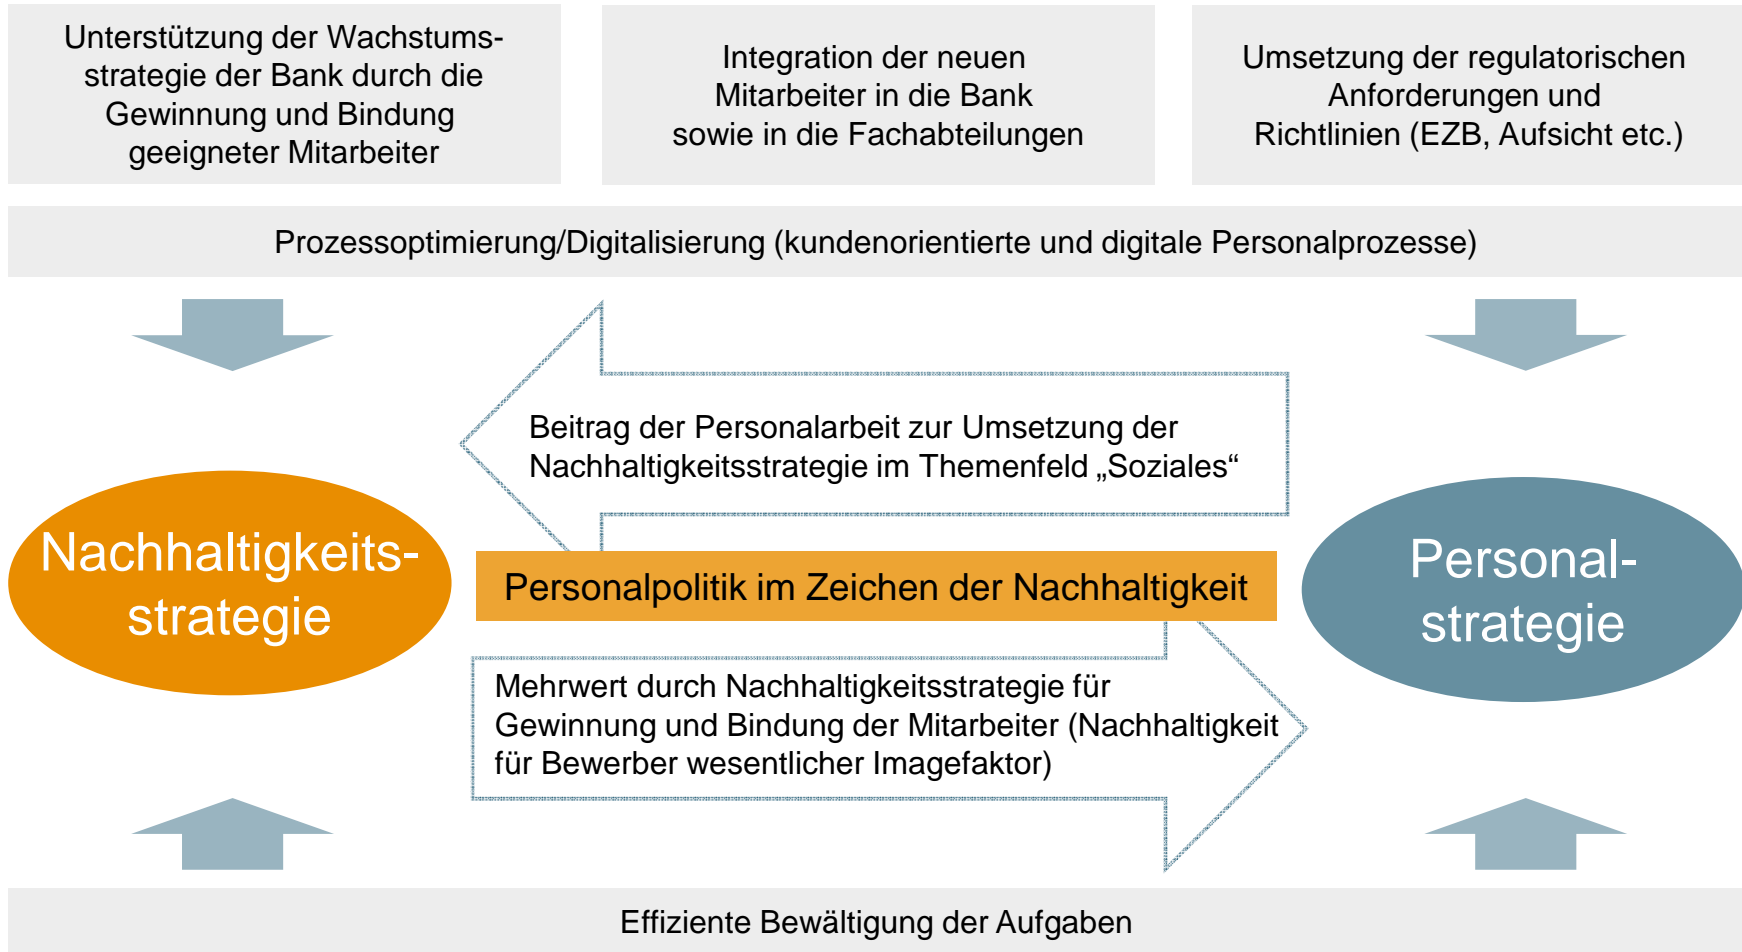 Unterstützung der Wachstums-
strategie der Bank durch die
Gewinnung und Bindung
geeigneter Mitarbeiter
Integration der neuen
Mitarbeiter in die Bank
sowie in die Fachabteilungen
Umsetzung der regulatorischen
Anforderungen und
Richtlinien (EZB, Aufsicht etc.)
Prozessoptimierung/Digitalisierung (kundenorientierte und digitale Personalprozesse)
Beitrag der Personalarbeit zur Umsetzung der
Nachhaltigkeitsstrategie im Themenfeld „Soziales“
Nachhaltigkeits-
strategie
Personalpolitik im Zeichen der Nachhaltigkeit
Personal-
strategie
Mehrwert durch Nachhaltigkeitsstrategie für
Gewinnung und Bindung der Mitarbeiter (Nachhaltigkeit
für Bewerber wesentlicher Imagefaktor)
Effiziente Bewältigung der Aufgaben